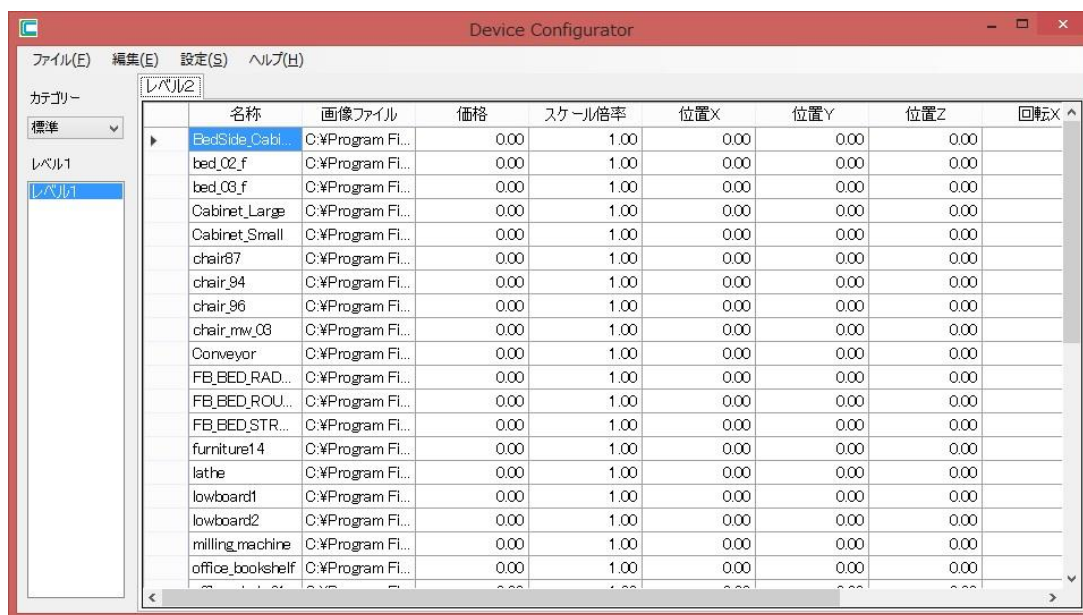 Device Configurator
ファイル(F) 編集(E) 設定(S) ヘルプ(H)
カテゴリー
標準
レベル1
レベル1
レベル2
名称 画像ファイル 価格 スケール倍率 位置X 位置Y 位置Z 回転X
BedSide_Cabi... C:¥Program Fi... 0.00 1.00 0.00 0.00 0.00
bed_02_f C:¥Program Fi... 0.00 1.00 0.00 0.00 0.00
bed_03_f C:¥Program Fi... 0.00 1.00 0.00 0.00 0.00
Cabinet_Large C:¥Program Fi... 0.00 1.00 0.00 0.00 0.00
Cabinet_Small C:¥Program Fi... 0.00 1.00 0.00 0.00 0.00
chair87 C:¥Program Fi... 0.00 1.00 0.00 0.00 0.00
chair_94 C:¥Program Fi... 0.00 1.00 0.00 0.00 0.00
chair_96 C:¥Program Fi... 0.00 1.00 0.00 0.00 0.00
chair_mw_03 C:¥Program Fi... 0.00 1.00 0.00 0.00 0.00
Conveyor C:¥Program Fi... 0.00 1.00 0.00 0.00 0.00
FB_BED_RAD... C:¥Program Fi... 0.00 1.00 0.00 0.00 0.00
FB_BED_ROU... C:¥Program Fi... 0.00 1.00 0.00 0.00 0.00
FB_BED_STR... C:¥Program Fi... 0.00 1.00 0.00 0.00 0.00
furniture14 C:¥Program Fi... 0.00 1.00 0.00 0.00 0.00
lathe C:¥Program Fi... 0.00 1.00 0.00 0.00 0.00
lowboard1 C:¥Program Fi... 0.00 1.00 0.00 0.00 0.00
lowboard2 C:¥Program Fi... 0.00 1.00 0.00 0.00 0.00
milling_machine C:¥Program Fi... 0.00 1.00 0.00 0.00 0.00
office_bookshelf C:¥Program Fi... 0.00 1.00 0.00 0.00 0.00